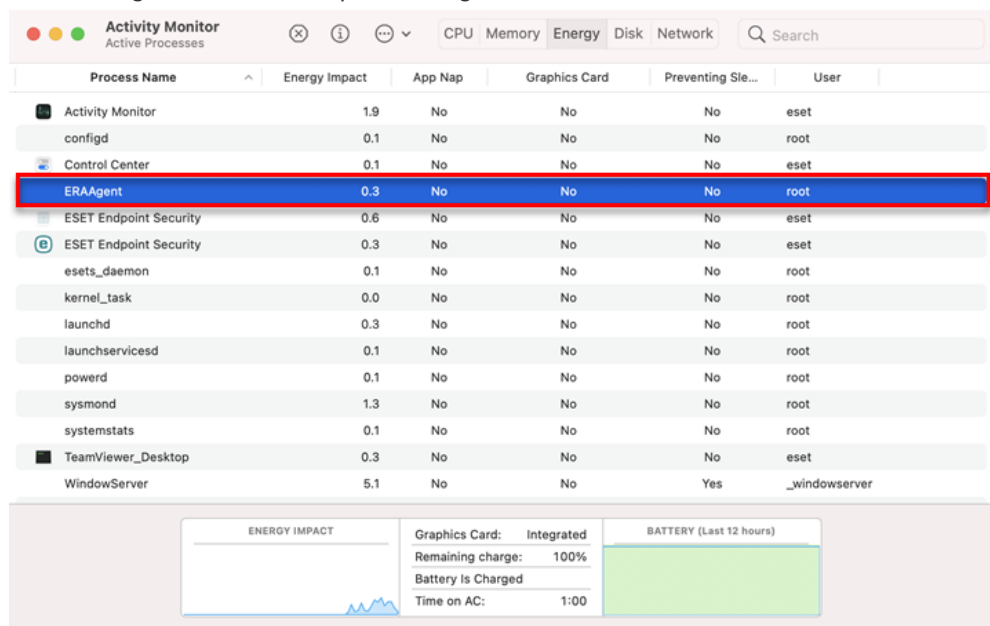 Activity Monitor
Active Processes
CPU Memory Energy Disk Network
Search
Process Name Energy Impact App Nap Graphics Card Preventing Sle... User
Activity Monitor 1.9 No No No eset
configd 0.1 No No No root
Control Center 0.1 No No No eset
ERAAgent 0.3 No No No root
ESET Endpoint Security 0.6 No No No eset
ESET Endpoint Security 0.3 No No No eset
esets_daemon 0.1 No No No root
kernel_task 0.0 No No No root
launchd 0.3 No No No root
launchservicesd 0.1 No No No root
powerd 0.1 No No No root
sysmond 1.3 No No No root
systemstats 0.1 No No No root
TeamViewer_Desktop 0.3 No No No eset
WindowServer 5.1 No No Yes _windowserver
ENERGY IMPACT
Graphics Card: Integrated
Remaining charge: 100%
Battery Is Charged
Time on AC: 1:00
BATTERY (Last 12 hours)